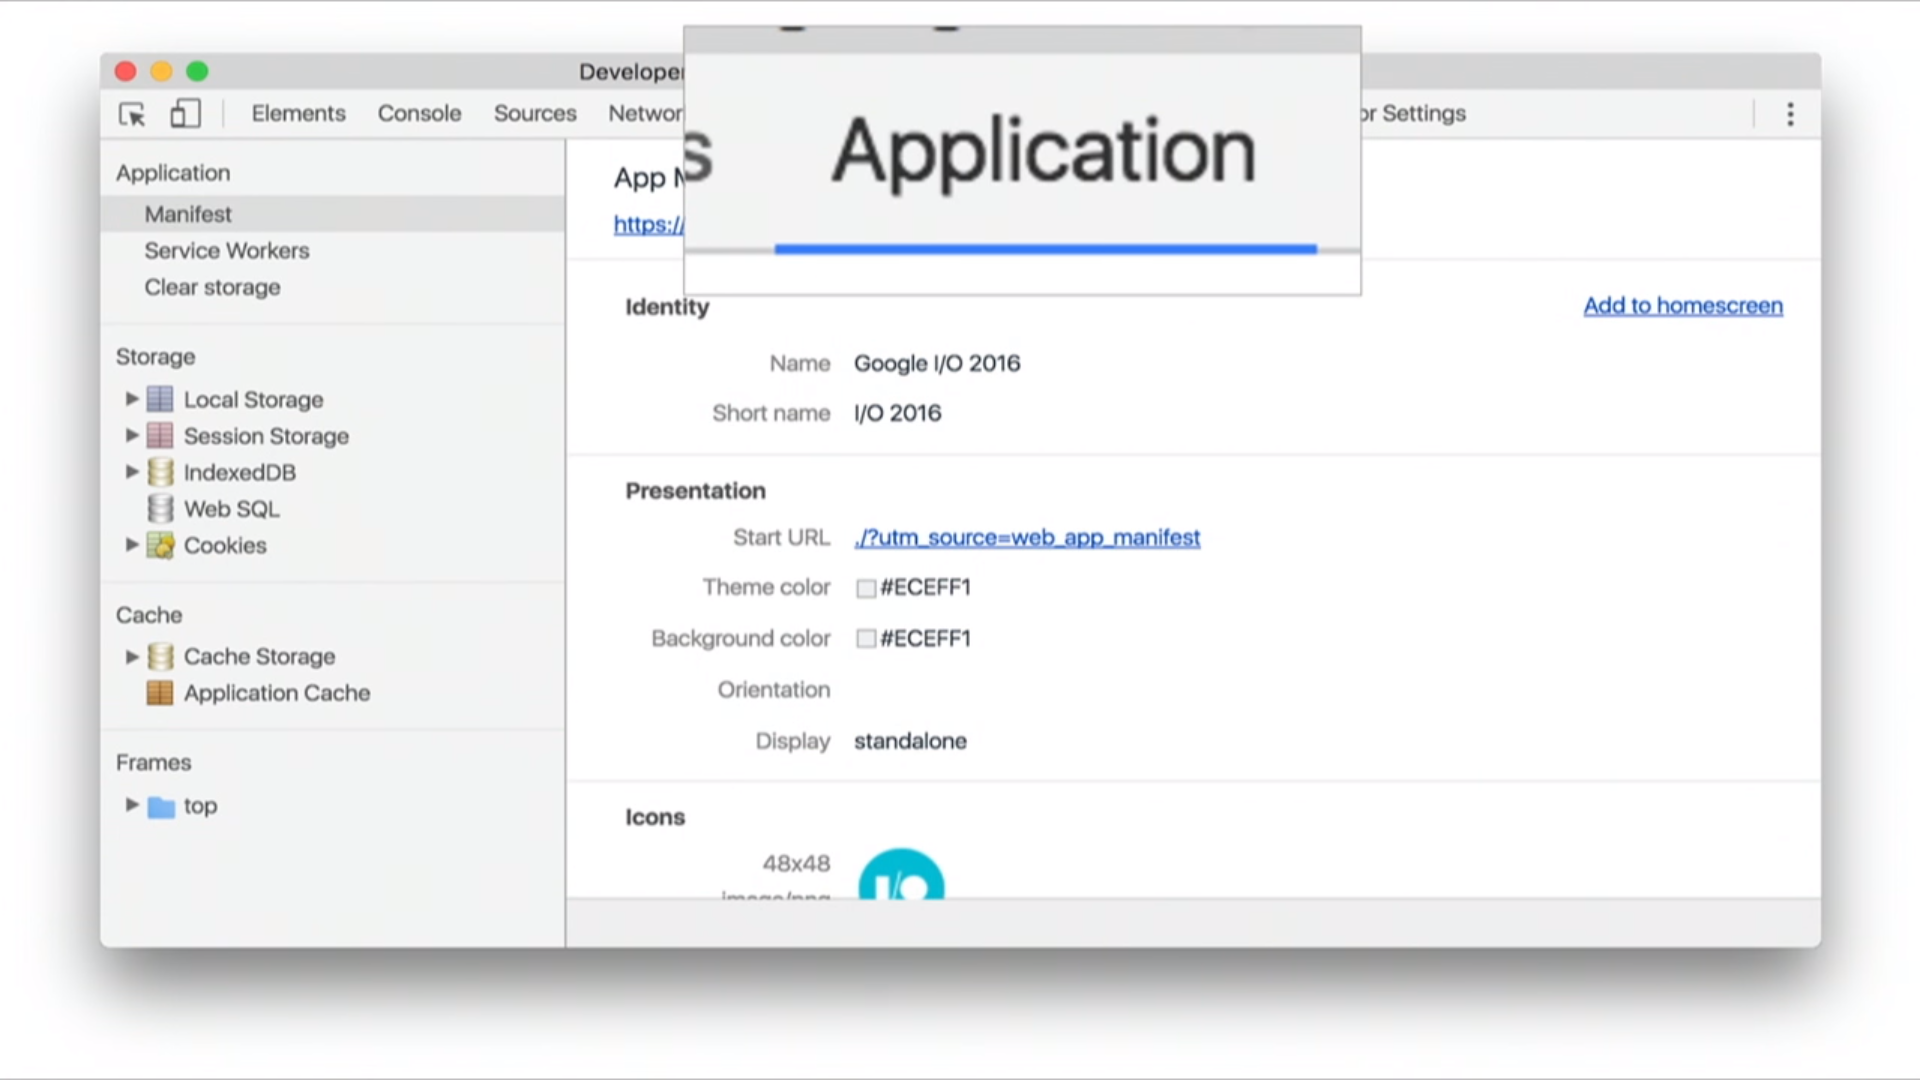 Elements Console Sources Settings
Application
Application
Manifest
Service Workers
Clear storage
Storage
Local Storage
Session Storage
IndexedDB
Web SQL
Cookies
Cache
Cache Storage
Application Cache
Frames
top
App
https://
Identity
Add to homescreen
Name Google I/O 2016
Short name I/O 2016
Presentation
Start URL ./?utm_source=web_app_manifest
Theme color #ECEFF1
Background color #ECEFF1
Orientation
Display standalone
Icons
48x48
image/png
I/O